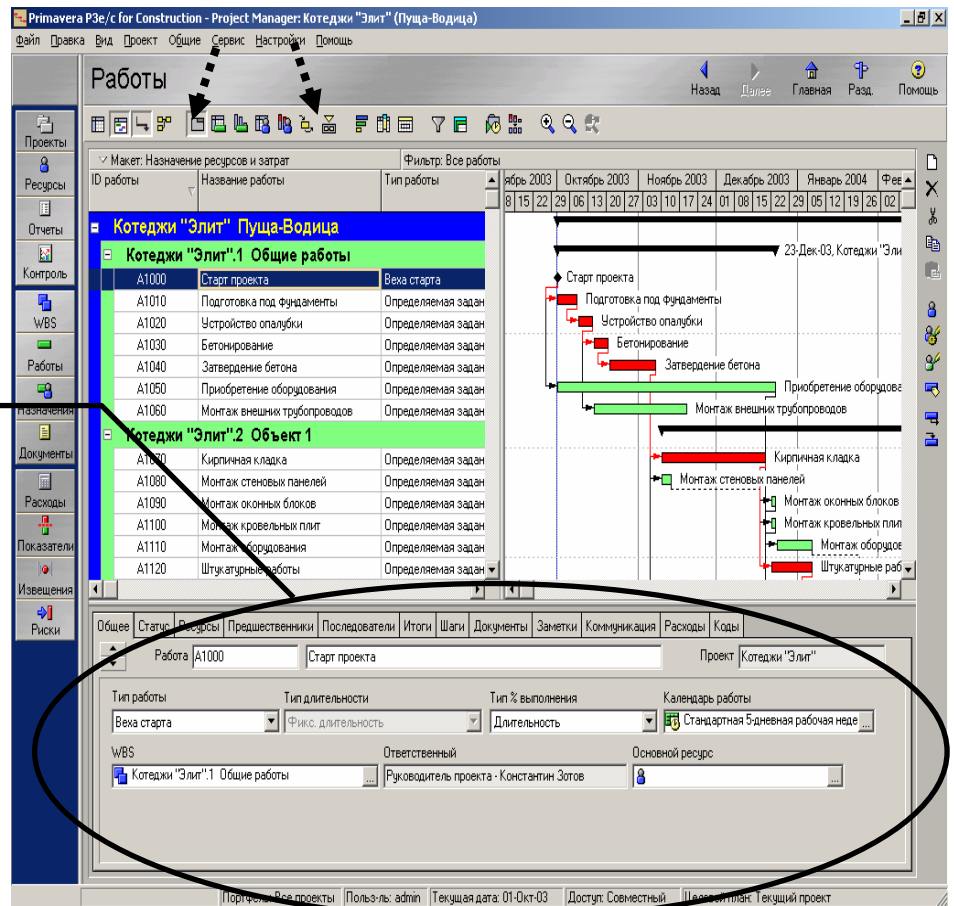 Primavera P3e/c for Construction - Project Manager: Котеджи "Элит" (Пуща-Водица)
Файл Правка Вид Проект Общие Сервис Настройки Помощь
Работы
Назад Далее Главная Разд. Помощь
Проекты
Ресурсы
Отчеты
Контроль
WBS
Работы
Назначения
Документы
Расходы
Показатели
Извещения
Риски
Макет: Назначение ресурсов и затрат Фильтр: Все работы
ID работы Название работы Тип работы
ябрь 2003 Октябрь 2003 Ноябрь 2003 Декабрь 2003 Январь 2004 Фев
8 15 22 29 06 13 20 27 03 10 17 24 01 08 15 22 29 05 12 19 26 02
Котеджи "Элит" Пуща-Водица
Котеджи "Элит".1 Общие работы 23-Дек-03, Котеджи "Эли
A1000 Старт проекта Веха старта Старт проекта
A1010 Подготовка под фундаменты Определяемая задан Подготовка под фундаменты
A1020 Устройство опалубки Определяемая задан Устройство опалубки
A1030 Бетонирование Определяемая задан Бетонирование
A1040 Затвердение бетона Определяемая задан Затвердение бетона
A1050 Приобретение оборудования Определяемая задан Приобретение оборудова
A1060 Монтаж внешних трубопроводов Определяемая задан Монтаж внешних трубопроводов
Котеджи "Элит".2 Объект 1
A1070 Кирпичная кладка Определяемая задан Кирпичная кладка
A1080 Монтаж стеновых панелей Определяемая задан Монтаж стеновых панелей
A1090 Монтаж оконных блоков Определяемая задан Монтаж оконных блоков
A1100 Монтаж кровельных плит Определяемая задан Монтаж кровельных плит
A1110 Монтаж оборудования Определяемая задан Монтаж оборудов
A1120 Штукатурные работы Определяемая задан Штукатурные раб
Общее Статус Ресурсы Предшественники Последователи Итоги Шаги Документы Заметки Коммуникация Расходы Коды
Работа A1000 Старт проекта Проект Котеджи "Элит"
Тип работы Тип длительности Тип % выполнения Календарь работы
Веха старта Фикс. длительность Длительность Стандартная 5-дневная рабочая неде ...
WBS Ответственный Основной ресурс
Котеджи "Элит".1 Общие работы ... Руководитель проекта - Константин Зотов ...
Портфель: Все проекты Польз-ль: admin Текущая дата: 01-Окт-03 Доступ: Совместный Целевой план: Текущий проект